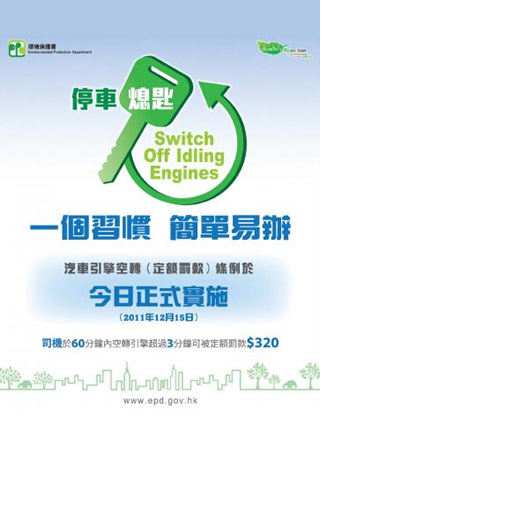 環境保護署
Environmental Protection Department
停車 熄匙
Switch
Off Idling
Engines
一個習慣 簡單易辦
汽車引擎空轉（定額罰款）條例於
今日正式實施
（2011年12月15日）
司機於60分鐘內空轉引擎超過3分鐘可被定額罰款$320
www.epd.gov.hk